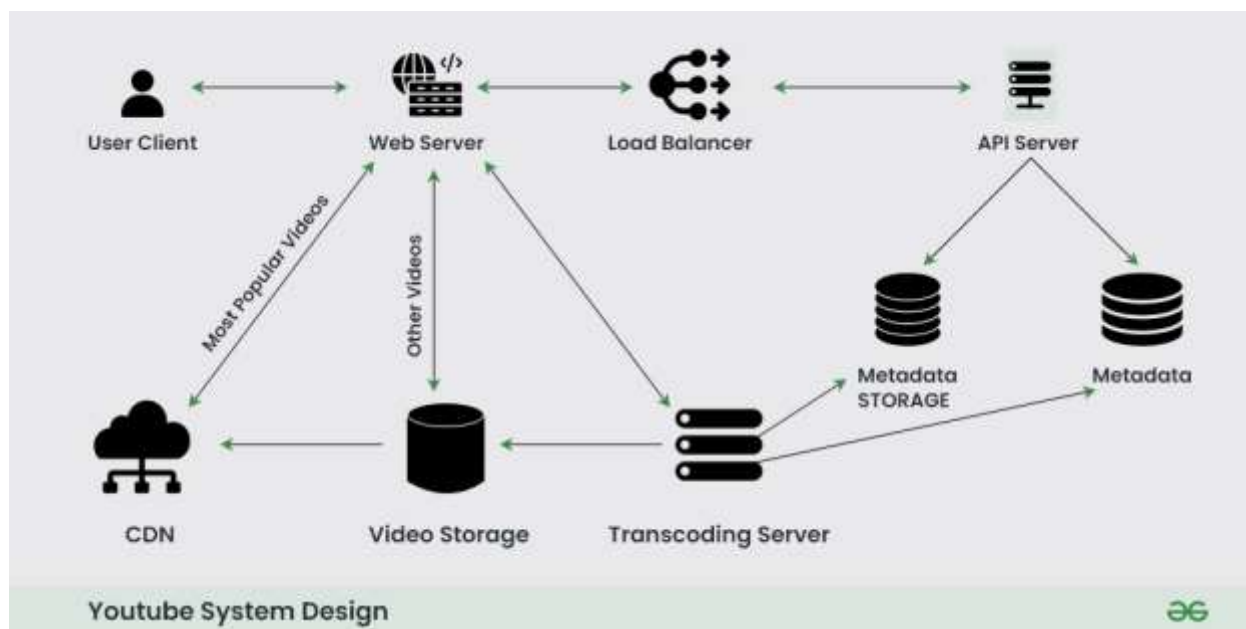 </>
User Client
Web Server
Load Balancer
API Server
Most Popular Videos
Other Videos
Metadata
STORAGE
Metadata
CDN
Video Storage
Transcoding Server
Youtube System Design